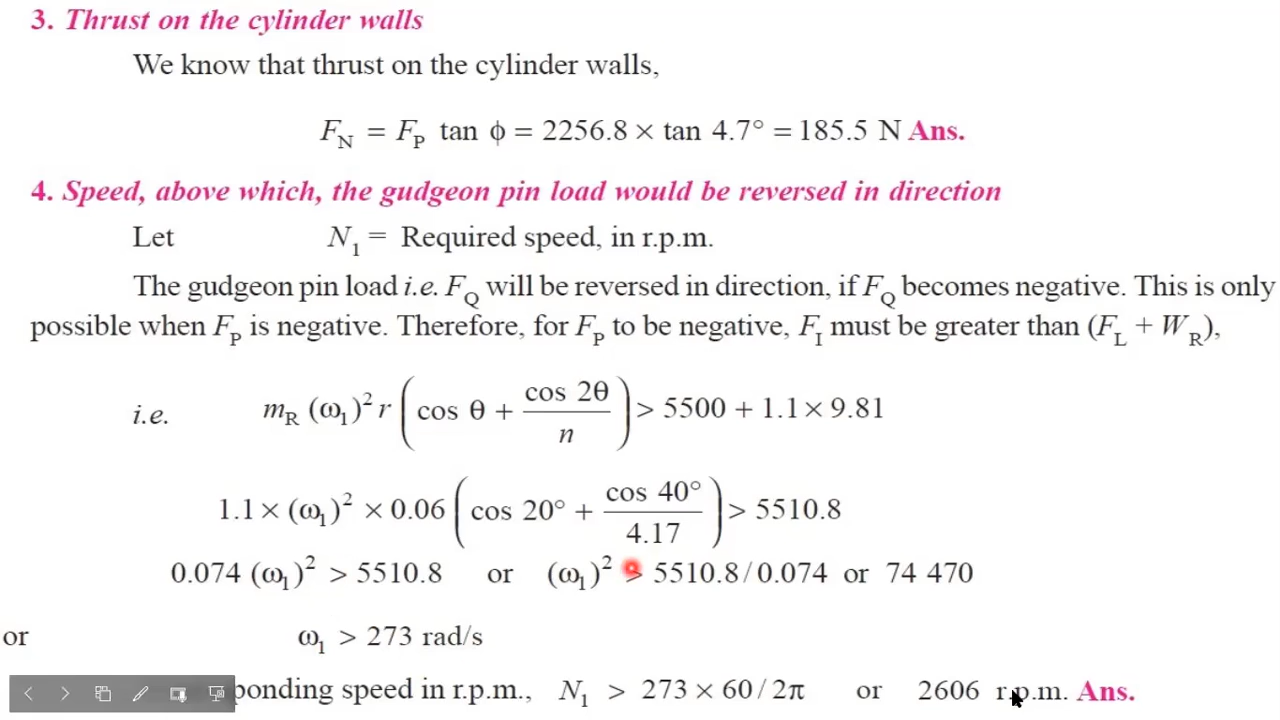 3. Thrust on the cylinder walls
We know that thrust on the cylinder walls,
F_N = F_P tan ϕ = 2256.8 × tan 4.7° = 185.5 N Ans.
4. Speed, above which, the gudgeon pin load would be reversed in direction
Let N_1 = Required speed, in r.p.m.
The gudgeon pin load i.e. F_Q will be reversed in direction, if F_Q becomes negative. This is only
possible when F_P is negative. Therefore, for F_P to be negative, F_I must be greater than (F_L + W_R),
i.e. m_R (ω_1)^2 r (cos θ + cos 2θ / n) > 5500 + 1.1 × 9.81
1.1 × (ω_1)^2 × 0.06 (cos 20° + cos 40° / 4.17) > 5510.8
0.074 (ω_1)^2 > 5510.8 or (ω_1)^2 > 5510.8 / 0.074 or 74 470
or ω_1 > 273 rad/s
ponding speed in r.p.m., N_1 > 273 × 60 / 2π or 2606 r.p.m. Ans.